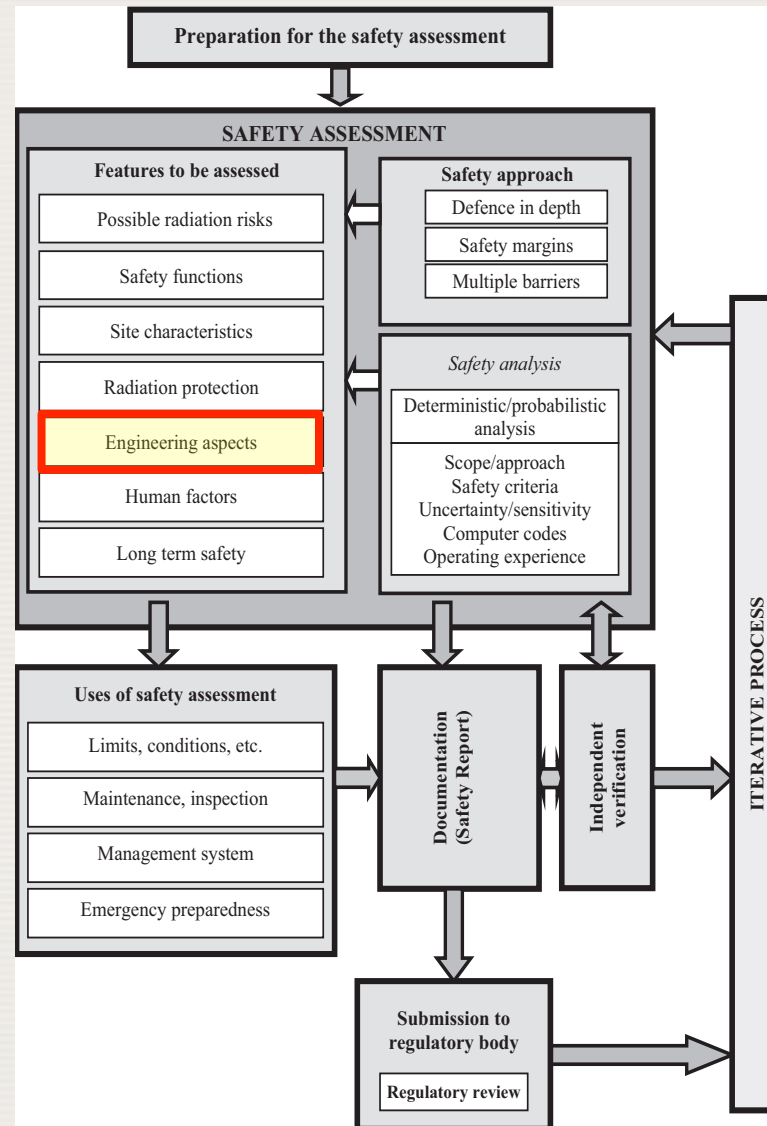 Preparation for the safety assessment
SAFETY ASSESSMENT
Features to be assessed
Possible radiation risks
Safety functions
Site characteristics
Radiation protection
Engineering aspects
Human factors
Long term safety
Safety approach
Defence in depth
Safety margins
Multiple barriers
Safety analysis
Deterministic/probabilistic
analysis
Scope/approach
Safety criteria
Uncertainty/sensitivity
Computer codes
Operating experience
Uses of safety assessment
Limits, conditions, etc.
Maintenance, inspection
Management system
Emergency preparedness
Documentation
(Safety Report)
Independent
verification
ITERATIVE PROCESS
Submission to
regulatory body
Regulatory review